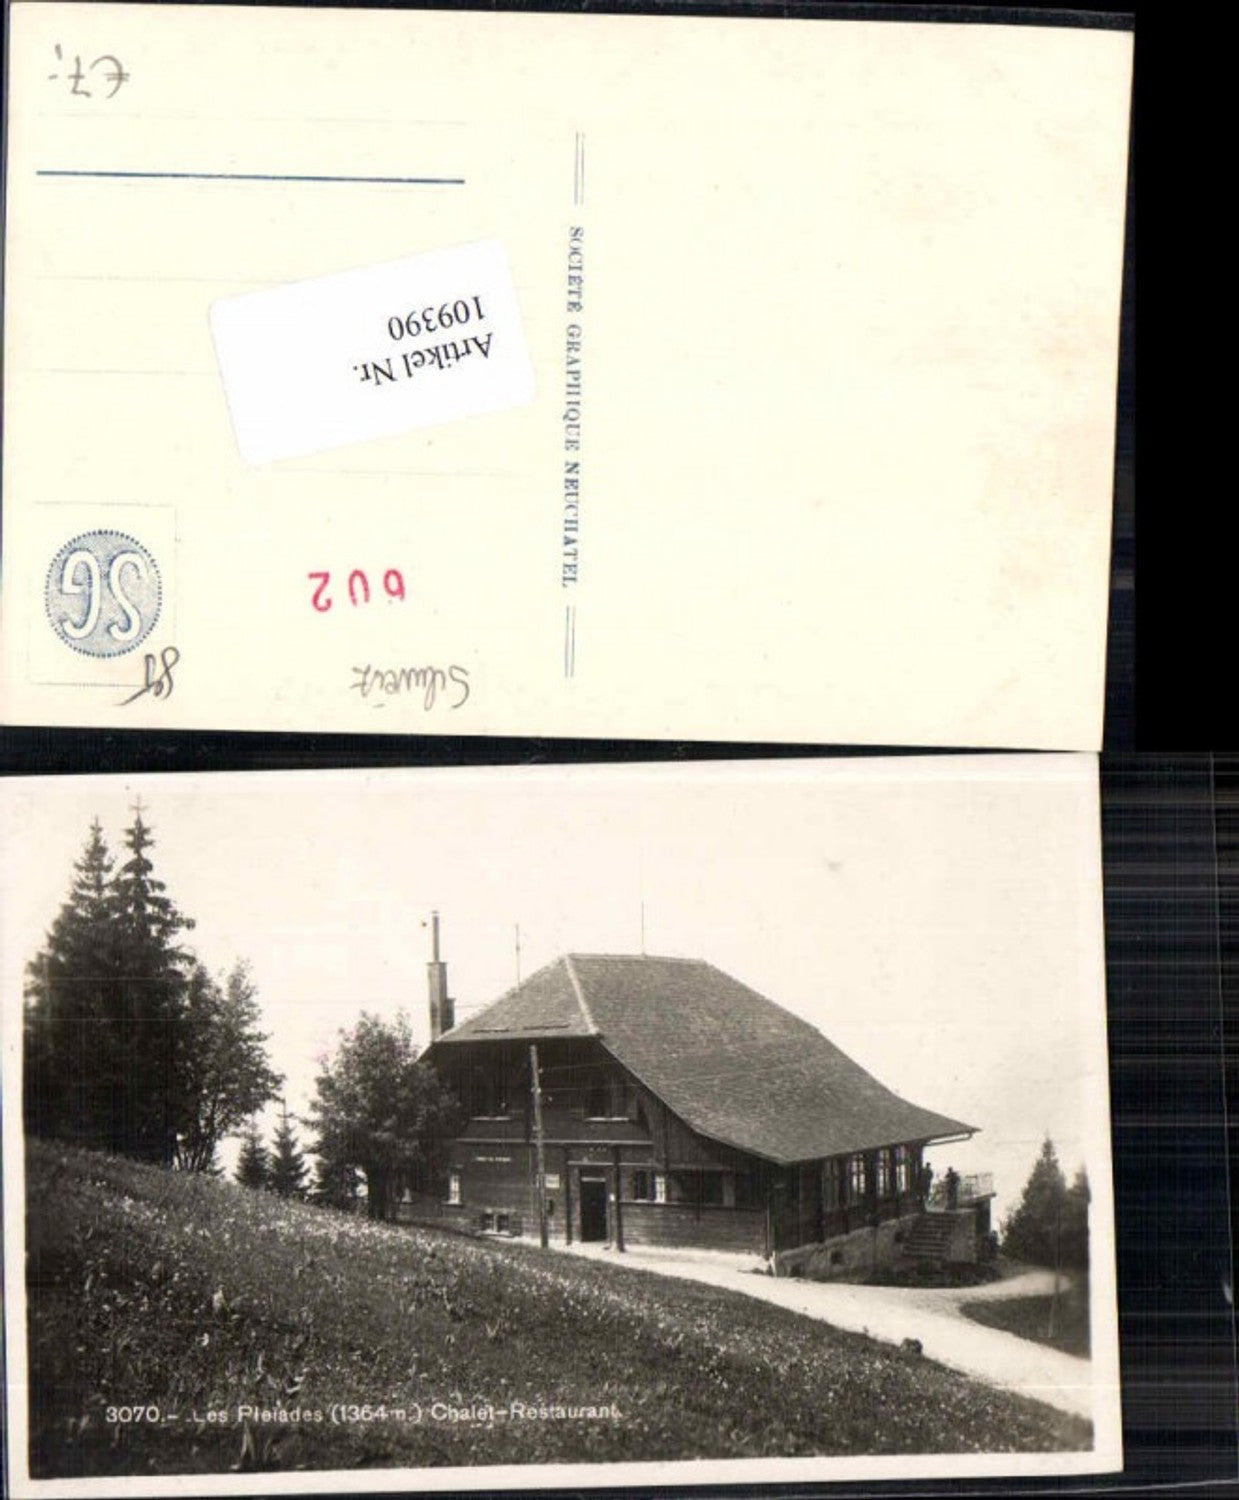 €7,-
SOCIÉTÉ GRAPHIQUE NEUCHATEL
Artikel Nr.
109390
SG
602
Schweiz
3070.- Les Pleiades (1364 m.) Chalet-Restaurant.